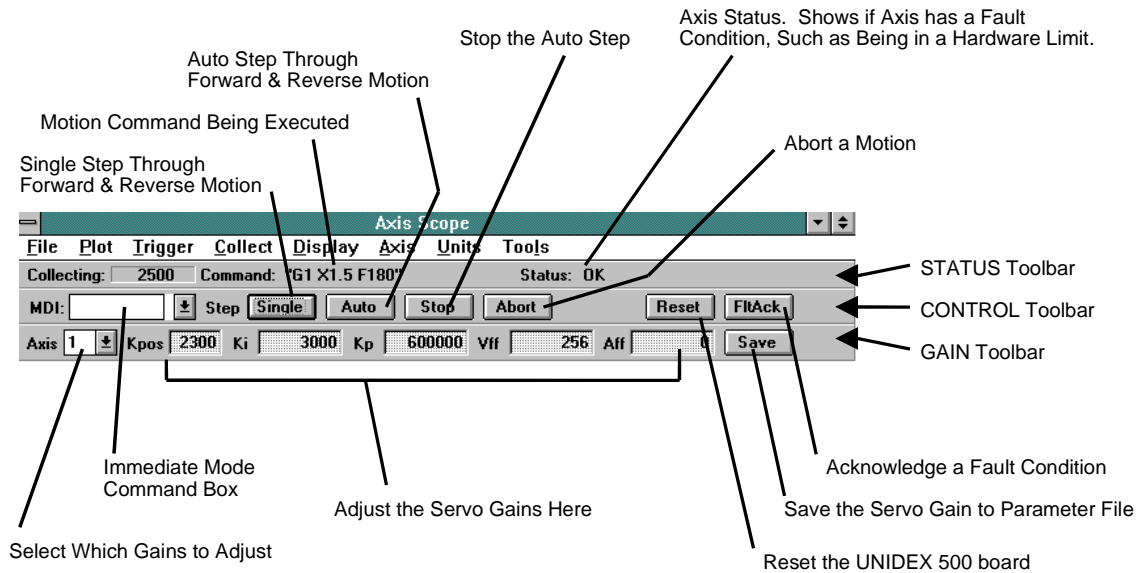 Axis Status.  Shows if Axis has a Fault
Condition, Such as Being in a Hardware Limit.
Stop the Auto Step
Auto Step Through
Forward & Reverse Motion
Motion Command Being Executed
Abort a Motion
Single Step Through
Forward & Reverse Motion
Axis Scope
File Plot Trigger Collect Display Axis Units Tools
Collecting: 2500 Command: "G1 X1.5 F180" Status: OK
STATUS Toolbar
MDI: Step Single Auto Stop Abort Reset FltAck
CONTROL Toolbar
Axis 1 Kpos 2300 Ki 3000 Kp 600000 Vff 256 Aff 0 Save
GAIN Toolbar
Immediate Mode
Command Box
Acknowledge a Fault Condition
Adjust the Servo Gains Here
Save the Servo Gain to Parameter File
Select Which Gains to Adjust
Reset the UNIDEX 500 board